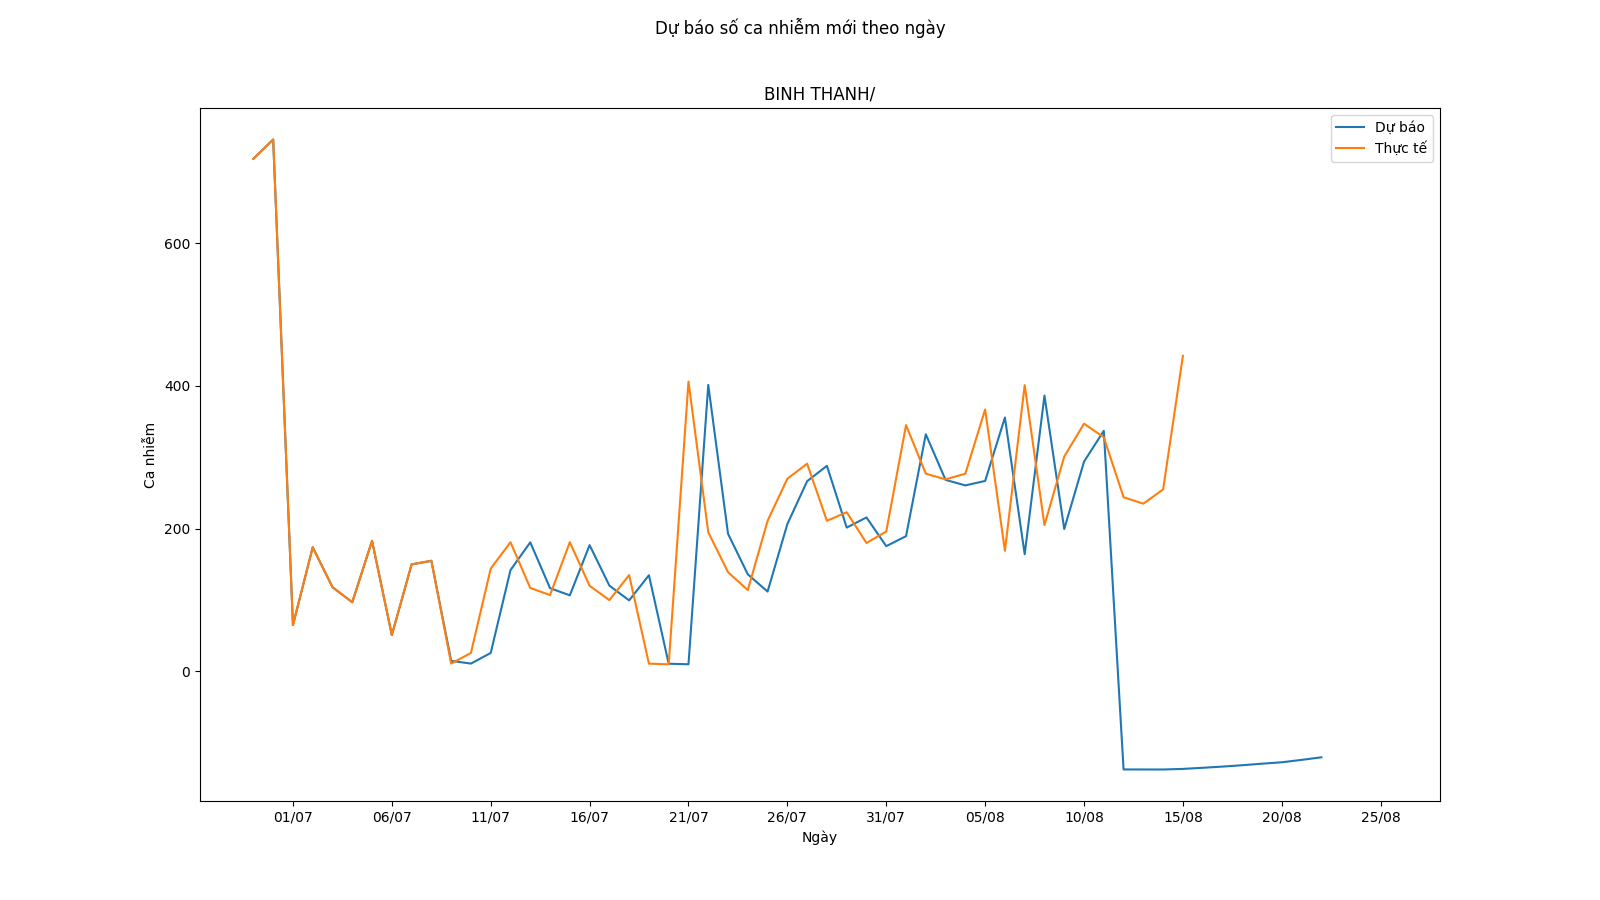 Dự báo số ca nhiễm mới theo ngày
BINH THANH/
Dự báo
Thực tế
600
400
200
0
Ca nhiễm
01/07 06/07 11/07 16/07 21/07 26/07 31/07 05/08 10/08 15/08 20/08 25/08
Ngày